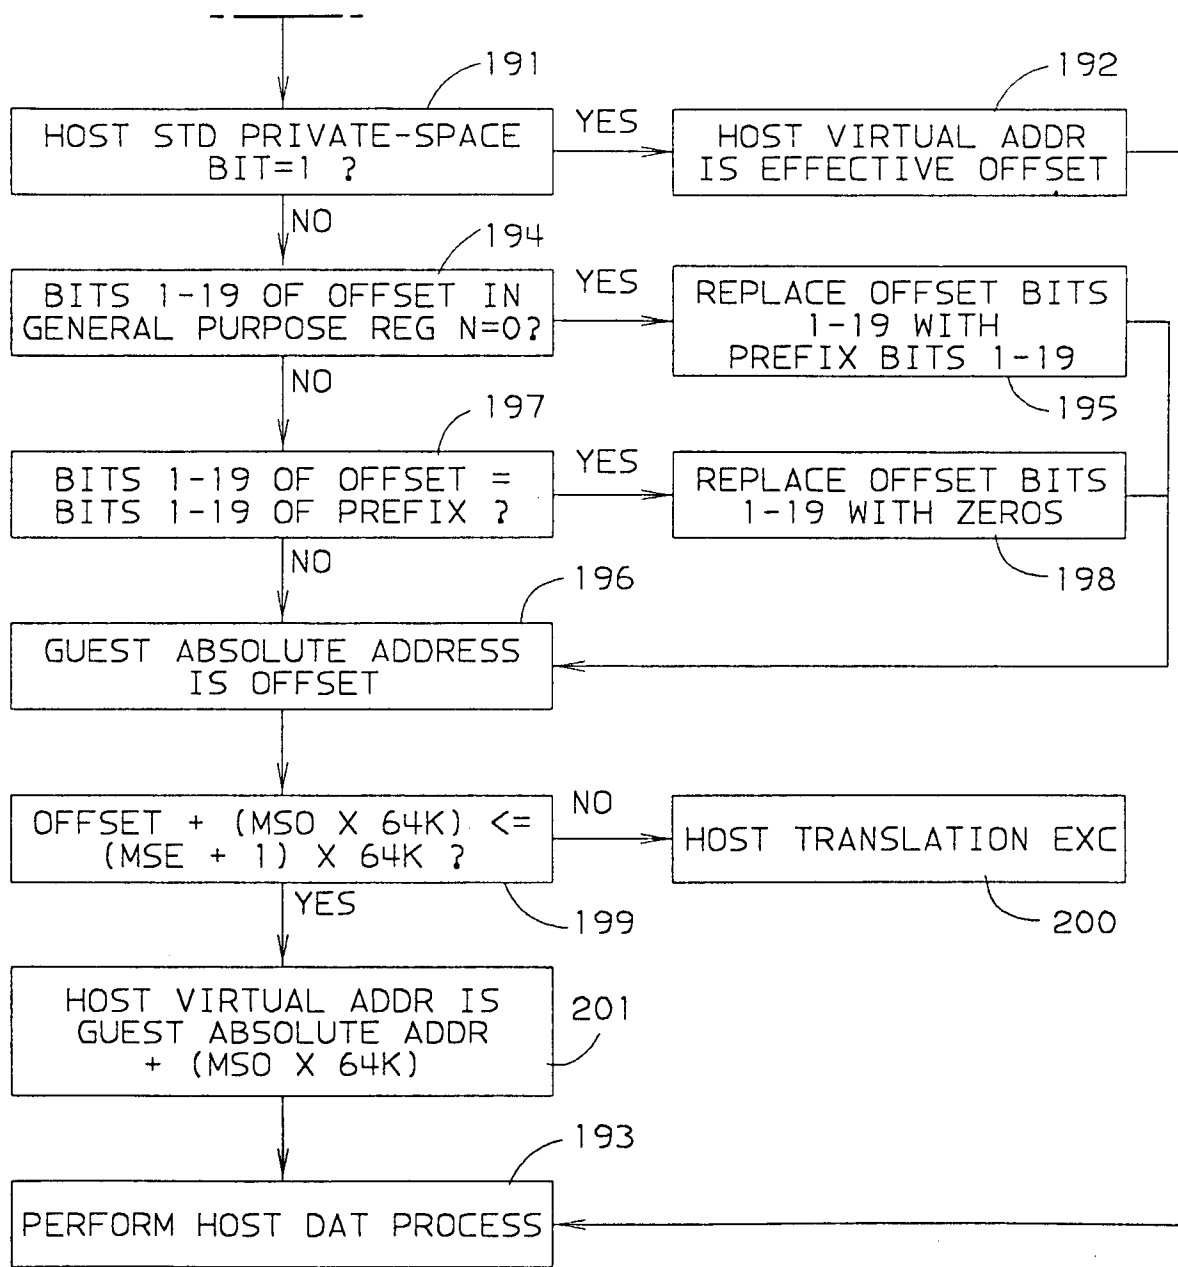 191
HOST STD PRIVATE-SPACE
BIT=1 ?
YES
192
HOST VIRTUAL ADDR
IS EFFECTIVE OFFSET
NO
194
BITS 1-19 OF OFFSET IN
GENERAL PURPOSE REG N=0?
YES
REPLACE OFFSET BITS
1-19 WITH
PREFIX BITS 1-19
195
NO
197
BITS 1-19 OF OFFSET =
BITS 1-19 OF PREFIX ?
YES
REPLACE OFFSET BITS
1-19 WITH ZEROS
198
NO
196
GUEST ABSOLUTE ADDRESS
IS OFFSET
OFFSET + (MSO X 64K) <=
(MSE + 1) X 64K ?
NO
HOST TRANSLATION EXC
200
YES
199
HOST VIRTUAL ADDR IS
GUEST ABSOLUTE ADDR
+ (MSO X 64K)
201
193
PERFORM HOST DAT PROCESS